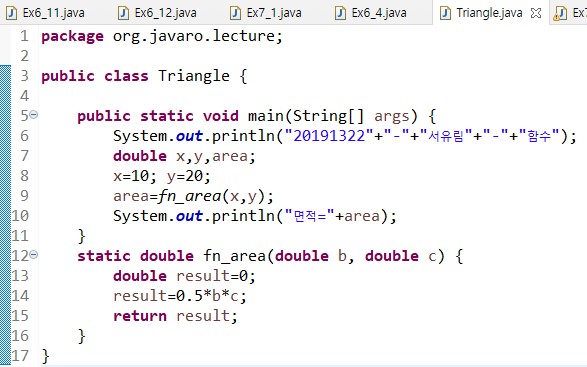 Ex6_11.java Ex6_12.java Ex7_1.java Ex6_4.java Triangle.java Ex7
1 package org.javaro.lecture;
2
3 public class Triangle {
4
5 public static void main(String[] args) {
6 System.out.println("20191322"+"-"+"서유림"+"-"+"함수");
7 double x,y,area;
8 x=10; y=20;
9 area=fn_area(x,y);
10 System.out.println("면적="+area);
11 }
12 static double fn_area(double b, double c) {
13 double result=0;
14 result=0.5*b*c;
15 return result;
16 }
17 }